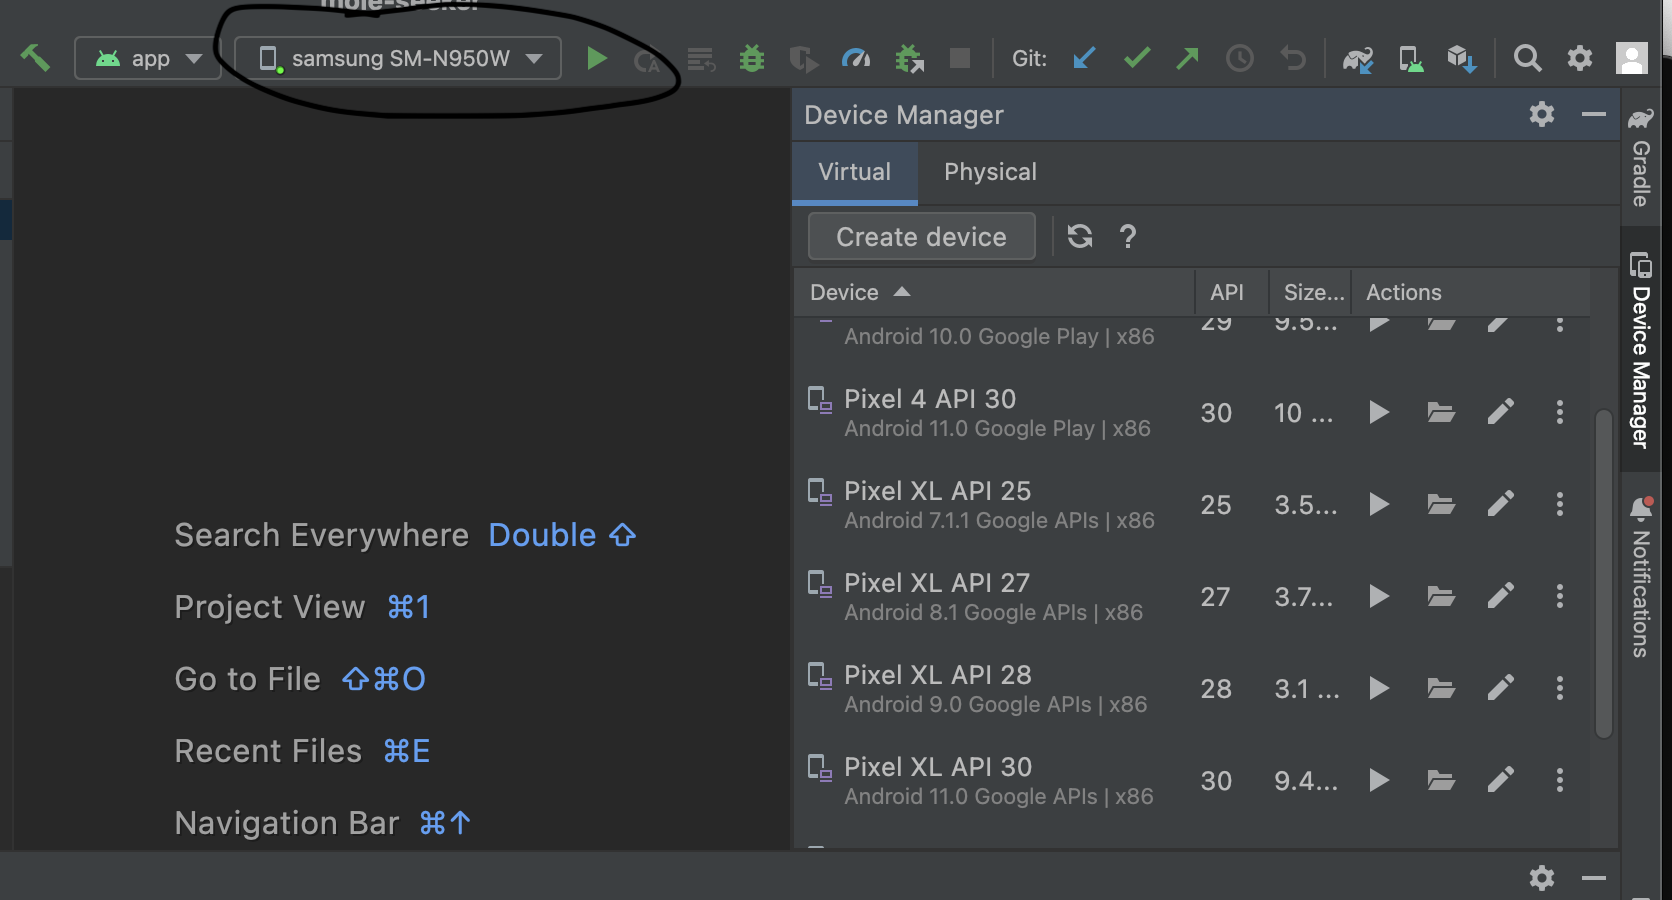 mole-seeker
app
samsung SM-N950W
Git:
Device Manager
Virtual
Physical
Create device
?
Device
API
Size...
Actions
29
9.5...
Android 10.0 Google Play | x86
Pixel 4 API 30
Android 11.0 Google Play | x86
30
10 ...
Pixel XL API 25
Android 7.1.1 Google APIs | x86
25
3.5...
Pixel XL API 27
Android 8.1 Google APIs | x86
27
3.7...
Pixel XL API 28
Android 9.0 Google APIs | x86
28
3.1 ...
Pixel XL API 30
Android 11.0 Google APIs | x86
30
9.4...
Search Everywhere Double ⇧
Project View ⌘1
Go to File ⇧⌘O
Recent Files ⌘E
Navigation Bar ⌘↑
Gradle
Device Manager
Notifications